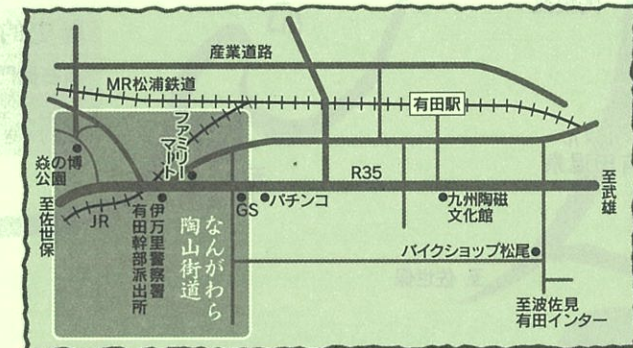 産業道路
MR松浦鉄道
有田駅
ファミリー
マート
焱の博
公園
R35
至武雄
至佐世保
JR
伊万里警察署
有田幹部派出所
なんがわら
陶山街道
GS
パチンコ
九州陶磁
文化館
バイクショップ松尾
至波佐見
有田インター